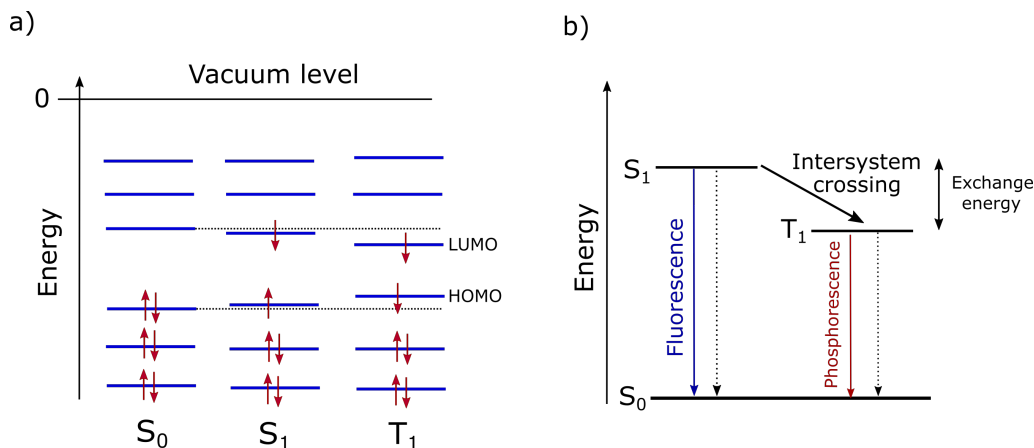 a)
Vacuum level
0
Energy
LUMO
HOMO
S₀
S₁
T₁
b)
Energy
S₁
Intersystem
crossing
Exchange
energy
T₁
Fluorescence
Phosphorescence
S₀